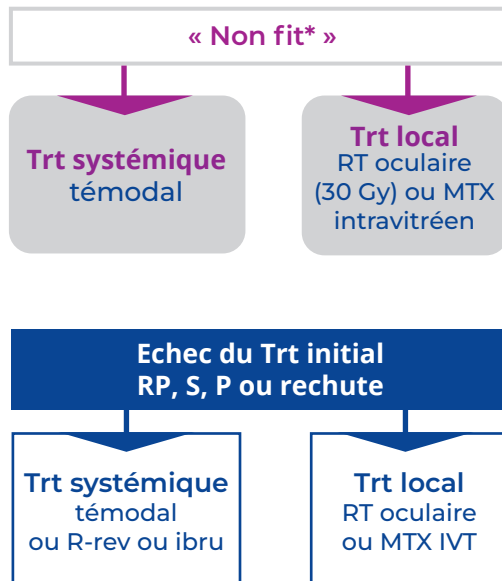 « Non fit* »
Trt systémique
témodal
Trt local
RT oculaire
(30 Gy) ou MTX
intravitréen
Echec du Trt initial
RP, S, P ou rechute
Trt systémique
témodal
ou R-rev ou ibru
Trt local
RT oculaire
ou MTX IVT